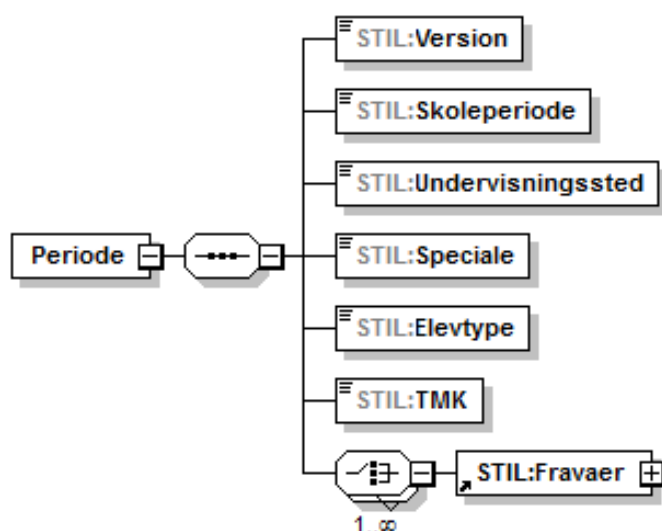 STIL:Version
STIL:Skoleperiode
STIL:Undervisningssted
Periode
STIL:Speciale
STIL:Elevtype
STIL:TMK
STIL:Fravaer
1..∞